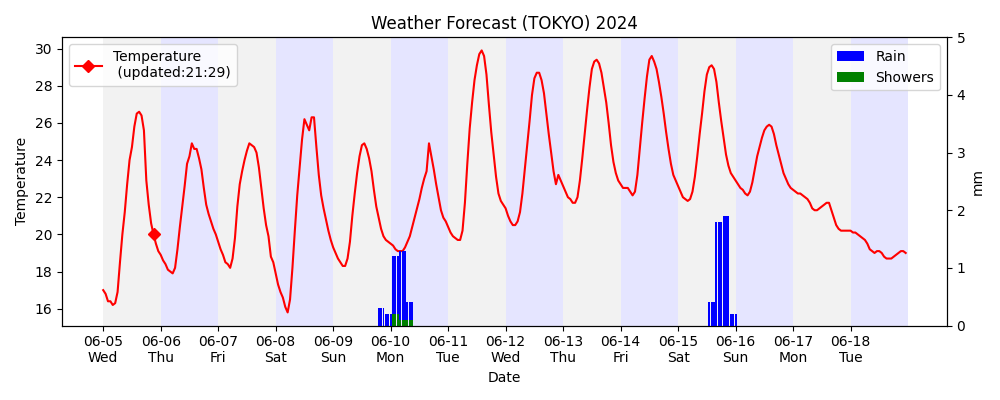 Weather Forecast (TOKYO) 2024
Temperature
(updated:21:29)
Rain
Showers
30
28
26
24
22
20
18
16
Temperature
5
4
3
2
1
0
mm
06-05 06-06 06-07 06-08 06-09 06-10 06-11 06-12 06-13 06-14 06-15 06-16 06-17 06-18
Wed Thu Fri Sat Sun Mon Tue Wed Thu Fri Sat Sun Mon Tue
Date